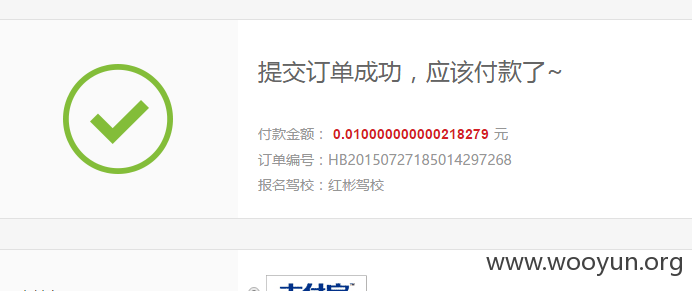 提交订单成功，应该付款了~
付款金额： 0.010000000000218279 元
订单编号：HB20150727185014297268
报名驾校：红彬驾校
www.wooyun.org